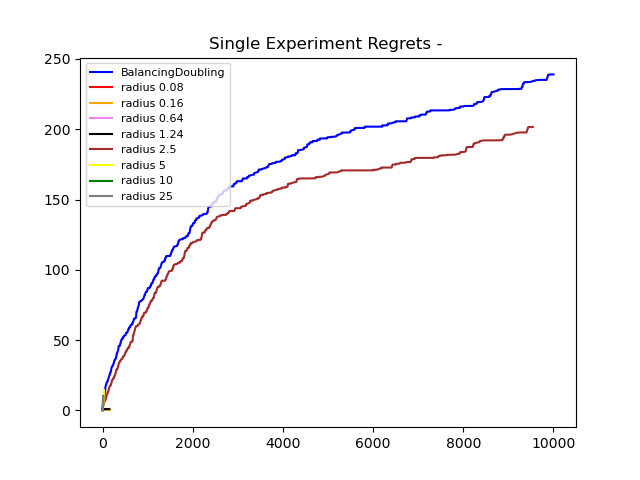 Single Experiment Regrets -
250
200
150
100
50
0
BalancingDoubling
radius 0.08
radius 0.16
radius 0.64
radius 1.24
radius 2.5
radius 5
radius 10
radius 25
0 2000 4000 6000 8000 10000